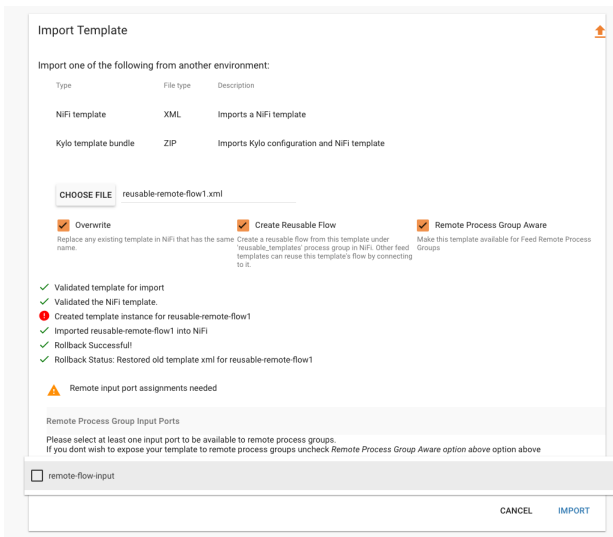 Import Template
Import one of the following from another environment:
Type File type Description
NiFi template XML Imports a NiFi template
Kylo template bundle ZIP Imports Kylo configuration and NiFi template
CHOOSE FILE reusable-remote-flow1.xml
Overwrite Create Reusable Flow Remote Process Group Aware
Replace any existing template in NiFi that has the same Create a reusable flow from this template under Make this template available for Feed Remote Process
name. 'reusable_templates' process group in NiFi. Other feed Groups
templates can reuse this template's flow by connecting
to it.
Validated template for import
Validated the NiFi template.
Created template instance for reusable-remote-flow1
Imported reusable-remote-flow1 into NiFi
Rollback Successful!
Rollback Status: Restored old template xml for reusable-remote-flow1
Remote input port assignments needed
Remote Process Group Input Ports
Please select at least one input port to be available to remote process groups.
If you dont wish to expose your template to remote process groups uncheck Remote Process Group Aware option above option above
remote-flow-input
CANCEL IMPORT